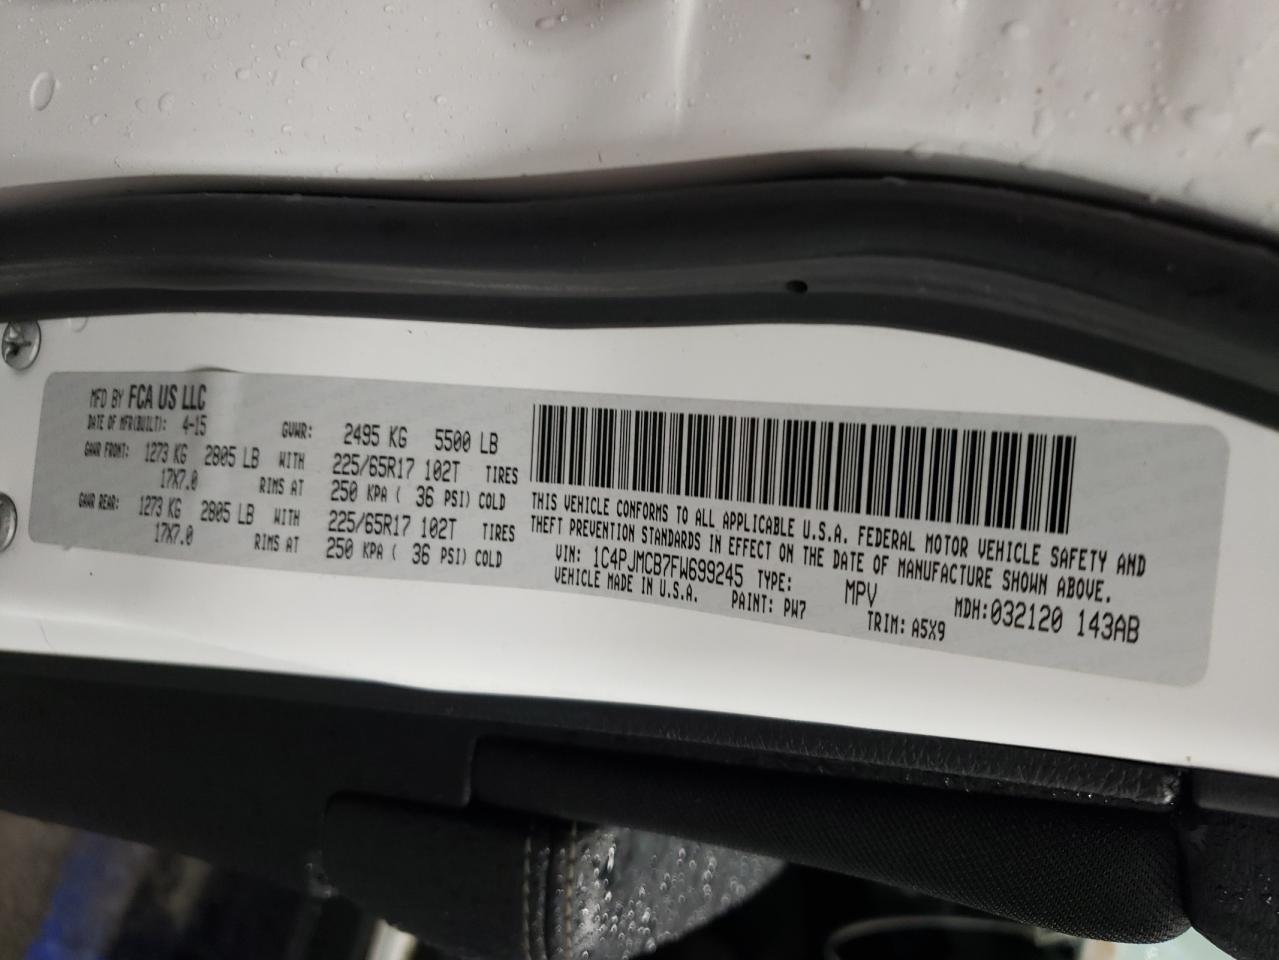 MFD BY FCA US LLC
DATE OF MFR(BUILT): 4-15 GVWR: 2495 KG 5500 LB
GAWR FRONT: 1273 KG 2805 LB WITH 225/65R17 102T TIRES
17X7.0 RIMS AT 250 KPA ( 36 PSI) COLD
GAWR REAR: 1273 KG 2805 LB WITH 225/65R17 102T TIRES
17X7.0 RIMS AT 250 KPA ( 36 PSI) COLD
THIS VEHICLE CONFORMS TO ALL APPLICABLE U.S.A. FEDERAL MOTOR VEHICLE SAFETY AND
THEFT PREVENTION STANDARDS IN EFFECT ON THE DATE OF MANUFACTURE SHOWN ABOVE.
VIN: 1C4PJMCB7FW699245 TYPE: MPV MDH:032120 143AB
VEHICLE MADE IN U.S.A. PAINT: PW7 TRIM: A5X9